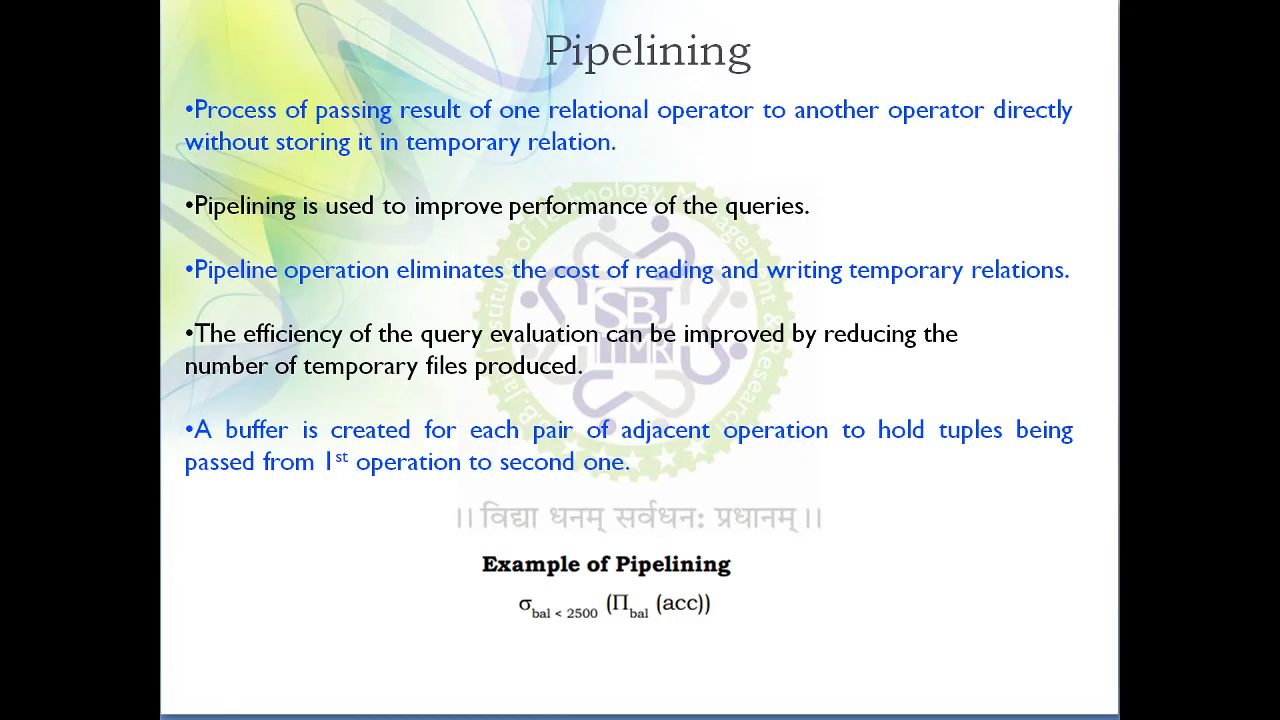 Pipelining
•Process of passing result of one relational operator to another operator directly
without storing it in temporary relation.
•Pipelining is used to improve performance of the queries.
•Pipeline operation eliminates the cost of reading and writing temporary relations.
•The efficiency of the query evaluation can be improved by reducing the
number of temporary files produced.
•A buffer is created for each pair of adjacent operation to hold tuples being
passed from 1st operation to second one.
SBJ
ITMR
।। विद्या धनम् सर्वधनः प्रधानम् ।।
Example of Pipelining
σbal < 2500 (Πbal (acc))